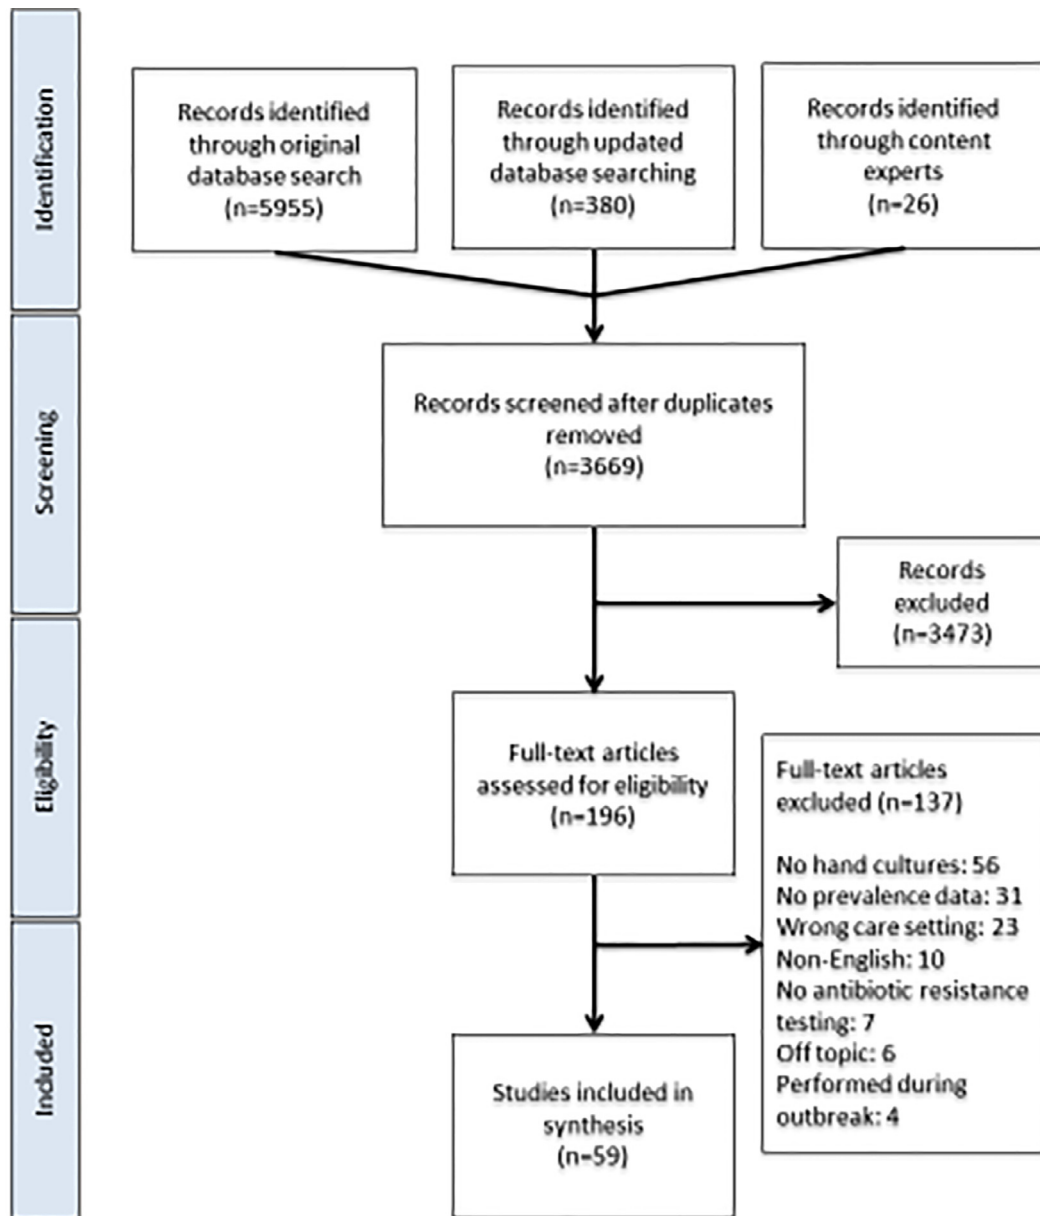 Identification
Records identified
through original
database search
(n=5955)
Records identified
through updated
database searching
(n=380)
Records identified
through content
experts
(n=26)
Screening
Records screened after duplicates
removed
(n=3669)
Records
excluded
(n=3473)
Eligibility
Full-text articles
assessed for eligibility
(n=196)
Full-text articles
excluded (n=137)
No hand cultures: 56
No prevalence data: 31
Wrong care setting: 23
Non-English: 10
No antibiotic resistance
testing: 7
Off topic: 6
Performed during
outbreak: 4
Included
Studies included in
synthesis
(n=59)